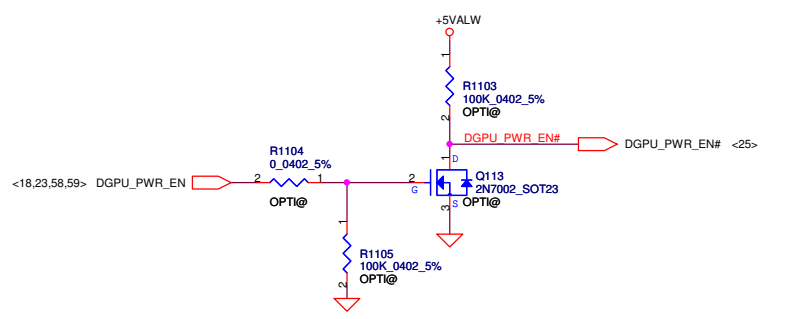 +5VALW
1
R1103
100K_0402_5%
OPTI@
2
DGPU_PWR_EN#
DGPU_PWR_EN# <25>
1 D
R1104
0_0402_5%
<18,23,58,59> DGPU_PWR_EN
2 1
OPTI@
2
G
Q113
2N7002_SOT23
OPTI@
3 S
1
R1105
100K_0402_5%
OPTI@
2